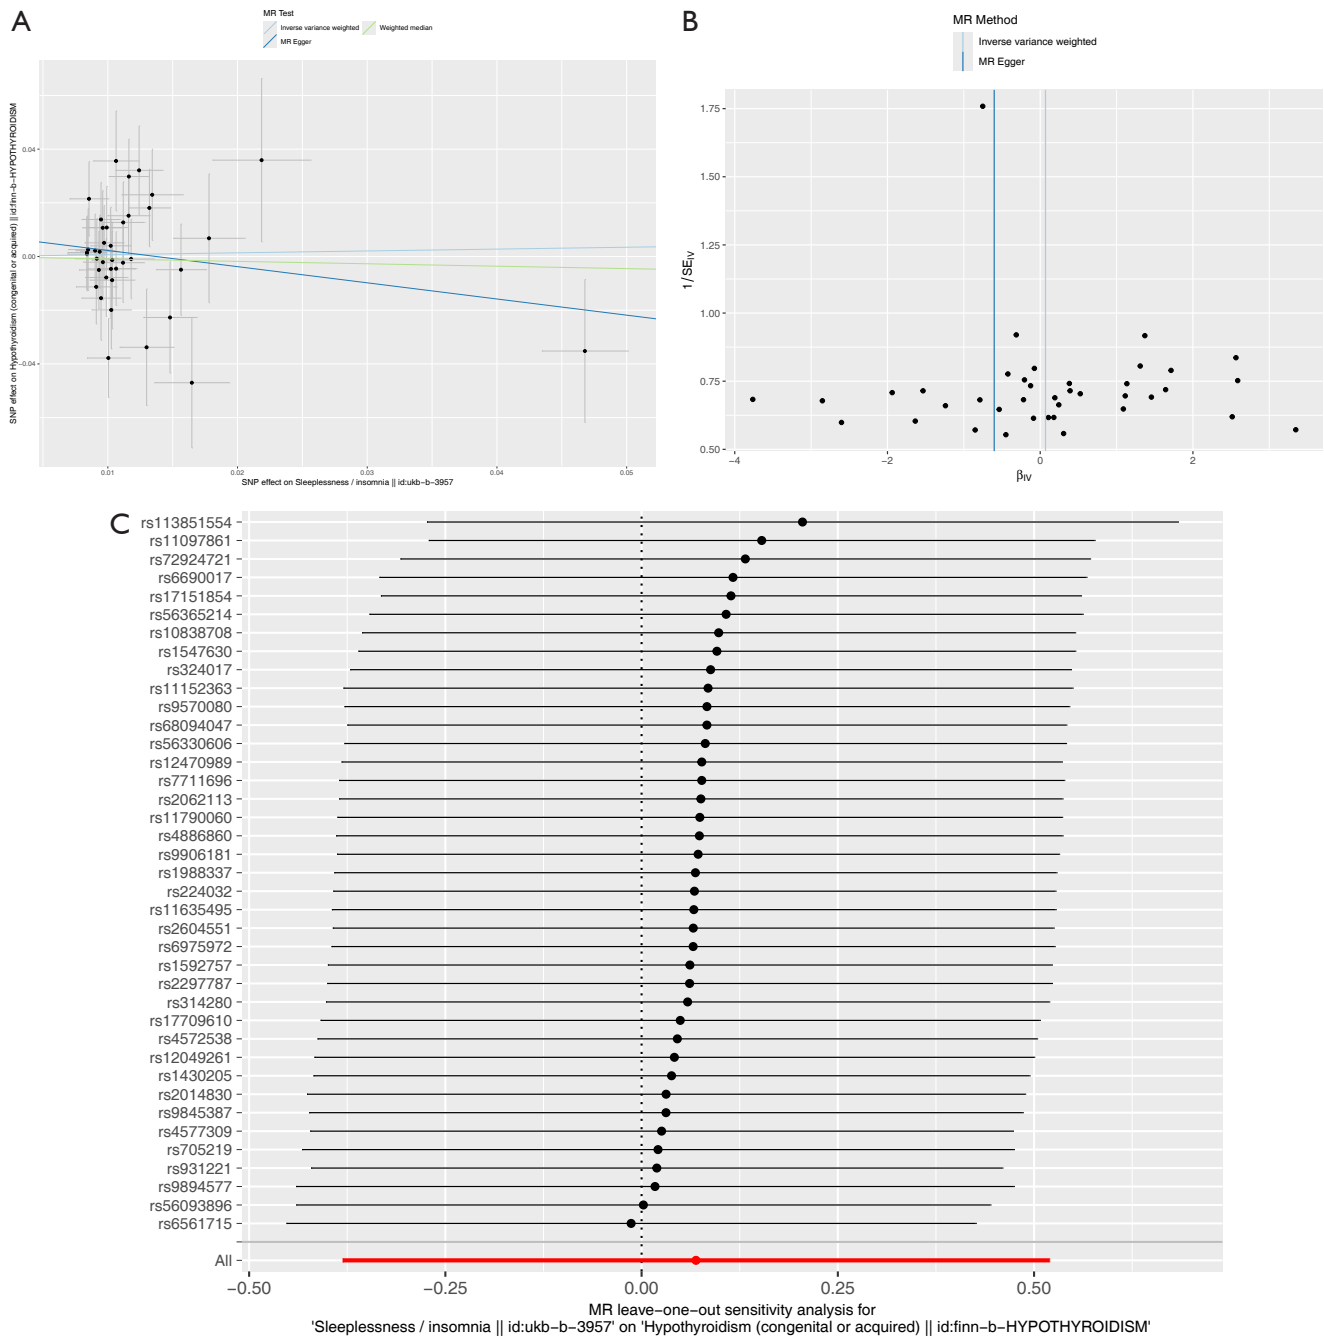 A
MR Test
Inverse variance weighted
Weighted median
MR Egger
SNP effect on Hypothyroidism (congenital or acquired) || id:finn-b-HYPOTHYROIDISM
0.04
0.00
−0.04
0.01
0.02
0.03
0.04
0.05
SNP effect on Sleeplessness / insomnia || id:ukb-b-3957
B
MR Method
Inverse variance weighted
MR Egger
1/SEIV
1.75
1.50
1.25
1.00
0.75
0.50
−4
−2
0
2
βIV
C
rs113851554
rs11097861
rs72924721
rs6690017
rs17151854
rs56365214
rs10838708
rs1547630
rs324017
rs11152363
rs9570080
rs68094047
rs56330606
rs12470989
rs7711696
rs2062113
rs11790060
rs4886860
rs9906181
rs1988337
rs224032
rs11635495
rs2604551
rs6975972
rs1592757
rs2297787
rs314280
rs17709610
rs4572538
rs12049261
rs1430205
rs2014830
rs9845387
rs4577309
rs705219
rs931221
rs9894577
rs56093896
rs6561715
All
−0.50
−0.25
0.00
0.25
0.50
MR leave−one−out sensitivity analysis for
'Sleeplessness / insomnia || id:ukb−b−3957' on 'Hypothyroidism (congenital or acquired) || id:finn−b−HYPOTHYROIDISM'